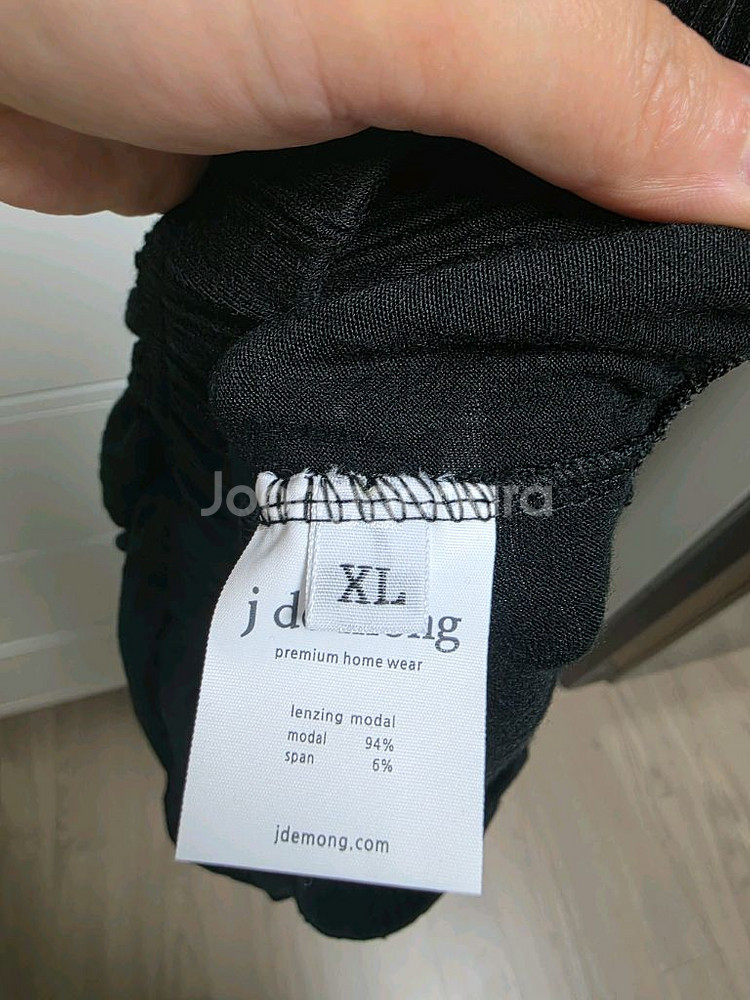 XL
premium home wear
lenzing modal
modal 94%
span 6%
jdemong.com